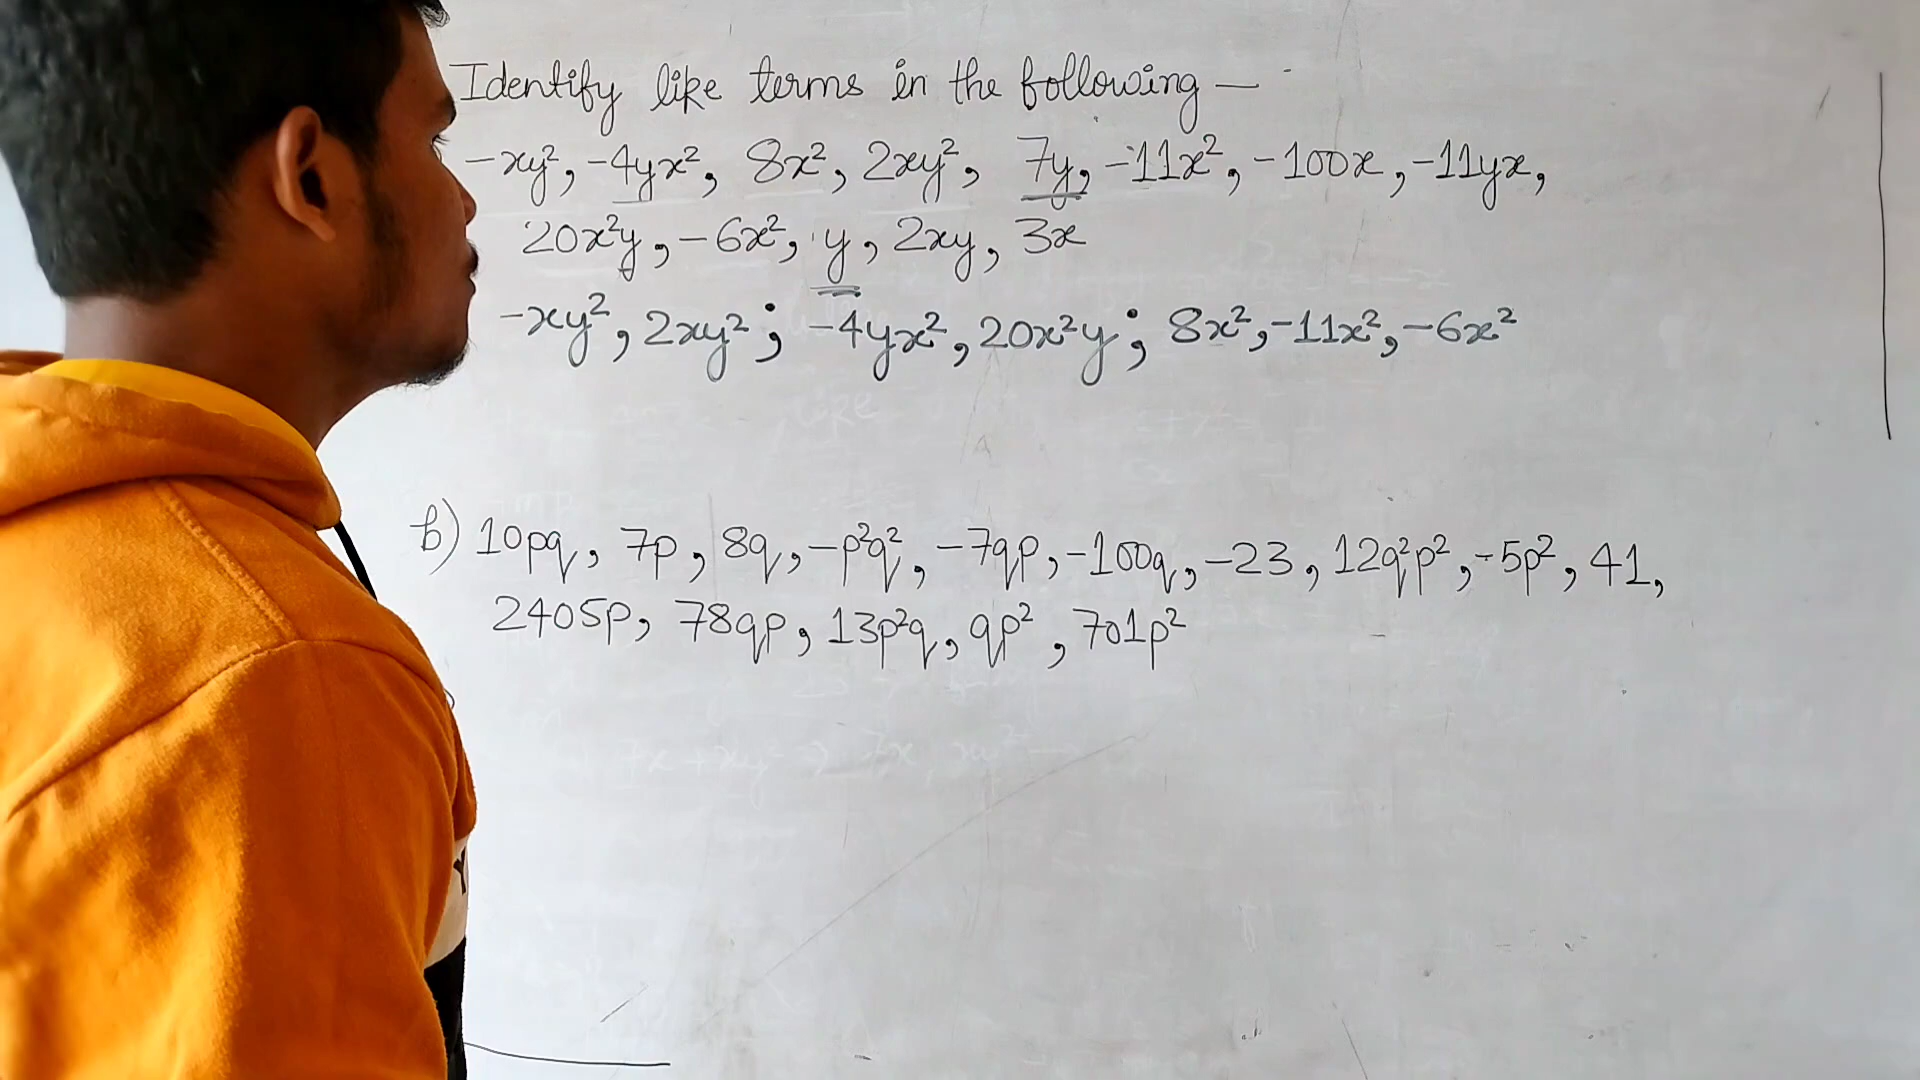 Identify like terms in the following —
-xy², -4yx², 8x², 2xy², 7y, -11x², -100x, -11yx,
20x²y, -6x², y, 2xy, 3x
-xy², 2xy²; -4yx², 20x²y; 8x², -11x², -6x²
b) 10pq, 7p, 8q, -p²q², -7qp, -100q, -23, 12q²p², -5p², 41,
2405p, 78qp, 13p²q, qp², 701p²